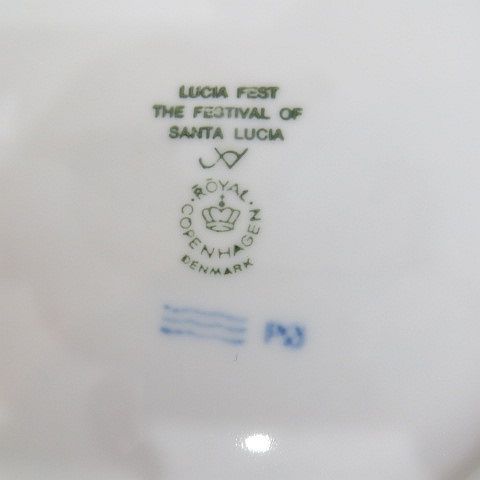 LUCIA FEST
THE FESTIVAL OF
SANTA LUCIA
ROYAL
COPENHAGEN
DENMARK